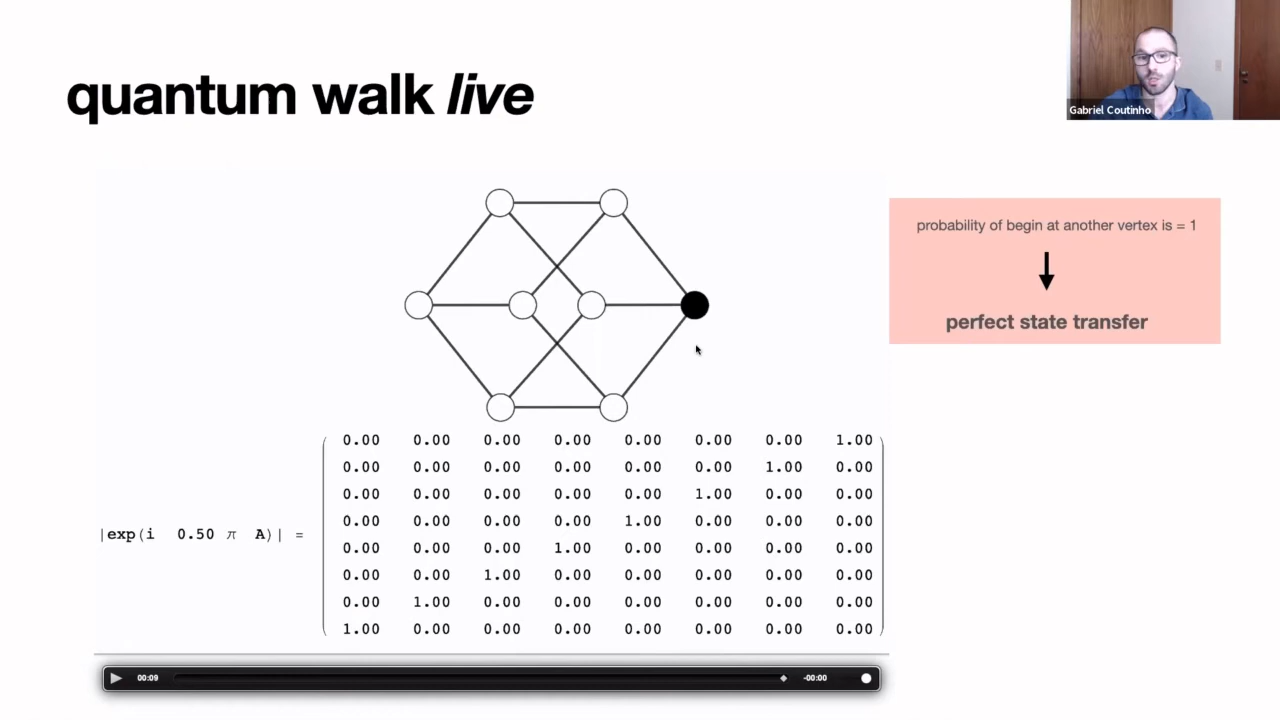 quantum walk live
Gabriel Coutinho
probability of begin at another vertex is = 1
perfect state transfer
0.00 0.00 0.00 0.00 0.00 0.00 0.00 1.00
0.00 0.00 0.00 0.00 0.00 0.00 1.00 0.00
0.00 0.00 0.00 0.00 0.00 1.00 0.00 0.00
0.00 0.00 0.00 0.00 1.00 0.00 0.00 0.00
|exp(i 0.50 π A)| =
0.00 0.00 0.00 1.00 0.00 0.00 0.00 0.00
0.00 0.00 1.00 0.00 0.00 0.00 0.00 0.00
0.00 1.00 0.00 0.00 0.00 0.00 0.00 0.00
1.00 0.00 0.00 0.00 0.00 0.00 0.00 0.00
00:09 -00:00